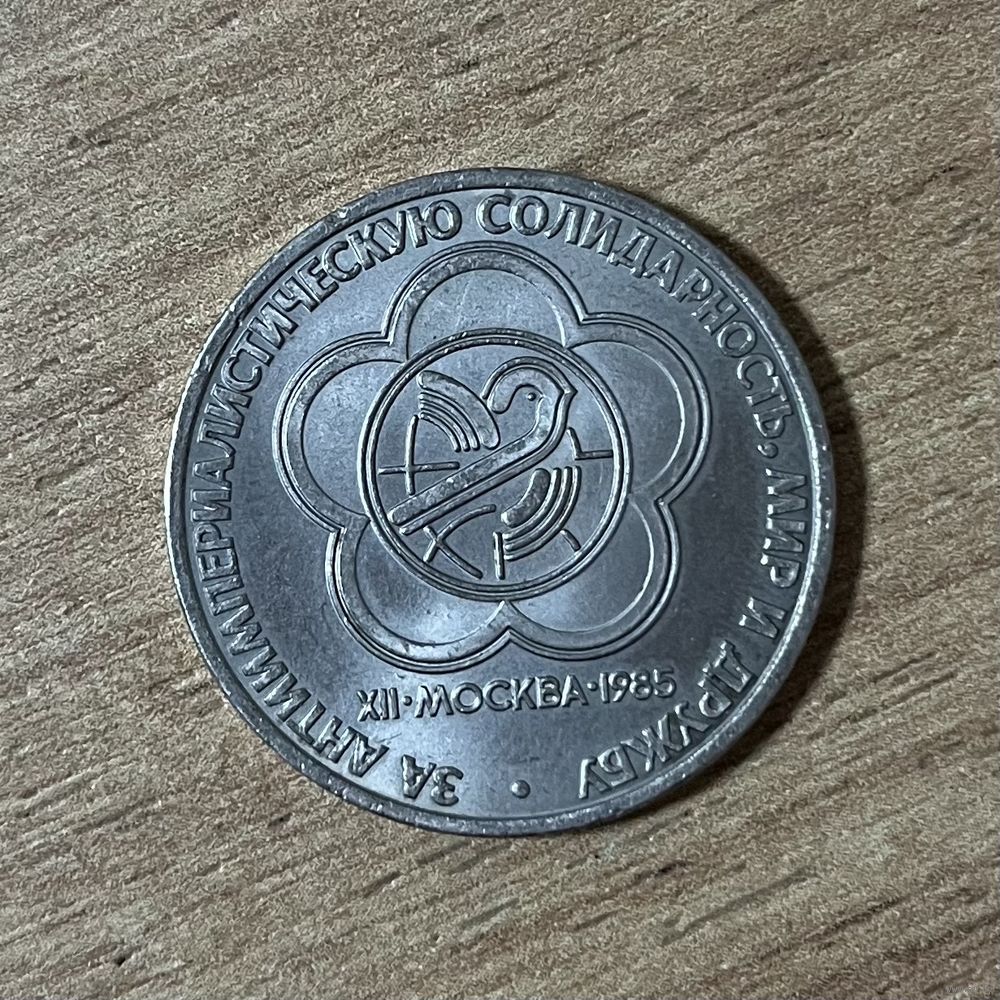 ЗА АНТИИМПЕРИАЛИСТИЧЕСКУЮ СОЛИДАРНОСТЬ, МИР И ДРУЖБУ •
XII•МОСКВА•1985